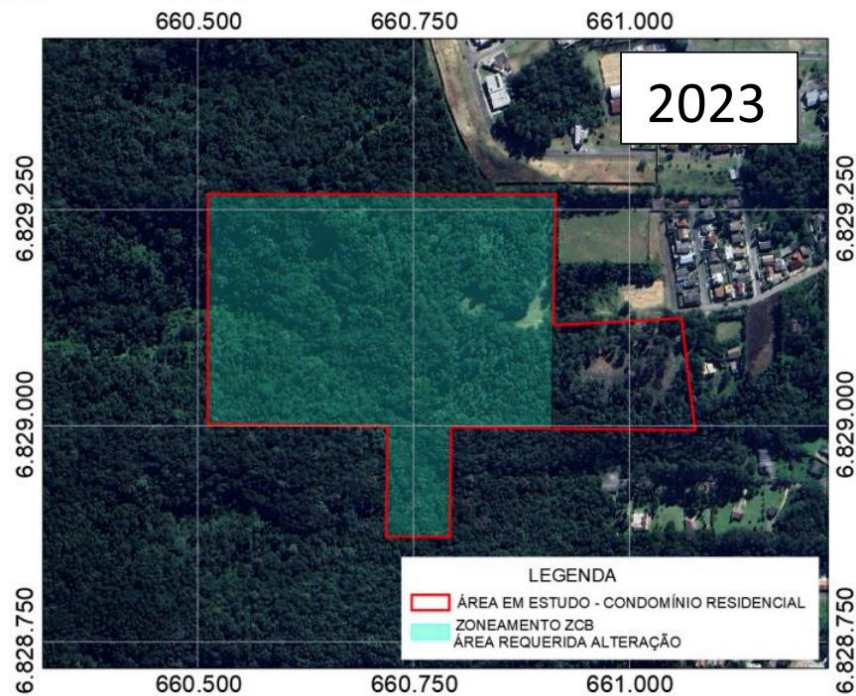 660.500 660.750 661.000
2023
6.829.250 6.829.250
6.829.000 6.829.000
6.828.750 6.828.750
LEGENDA
ÁREA EM ESTUDO - CONDOMÍNIO RESIDENCIAL
ZONEAMENTO ZCB
ÁREA REQUERIDA ALTERAÇÃO
660.500 660.750 661.000